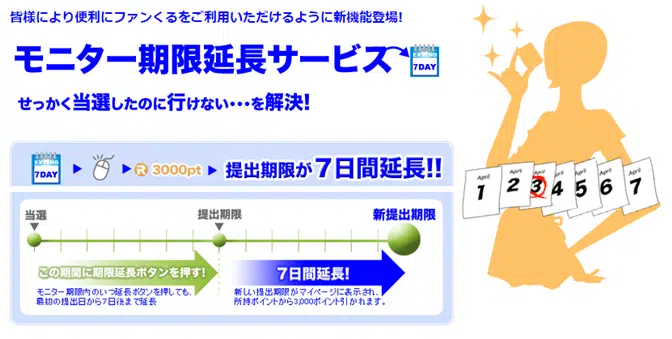 皆様により便利にファンくるをご利用いただけるように新機能登場!
モニター期限延長サービス
7DAY
せっかく当選したのに行けない・・・を解決!
7DAY
R 3000pt
提出期限が7日間延長!!
当選
提出期限
新提出期限
この期間に期限延長ボタンを押す!
7日間延長!
モニター期限内のいつ延長ボタンを押しても、
最初の提出日から7日後まで延長
新しい提出期限がマイページに表示され、
所持ポイントから3,000ポイント引かれます。
April
1
April
2
April
3
April
4
April
5
April
6
April
7